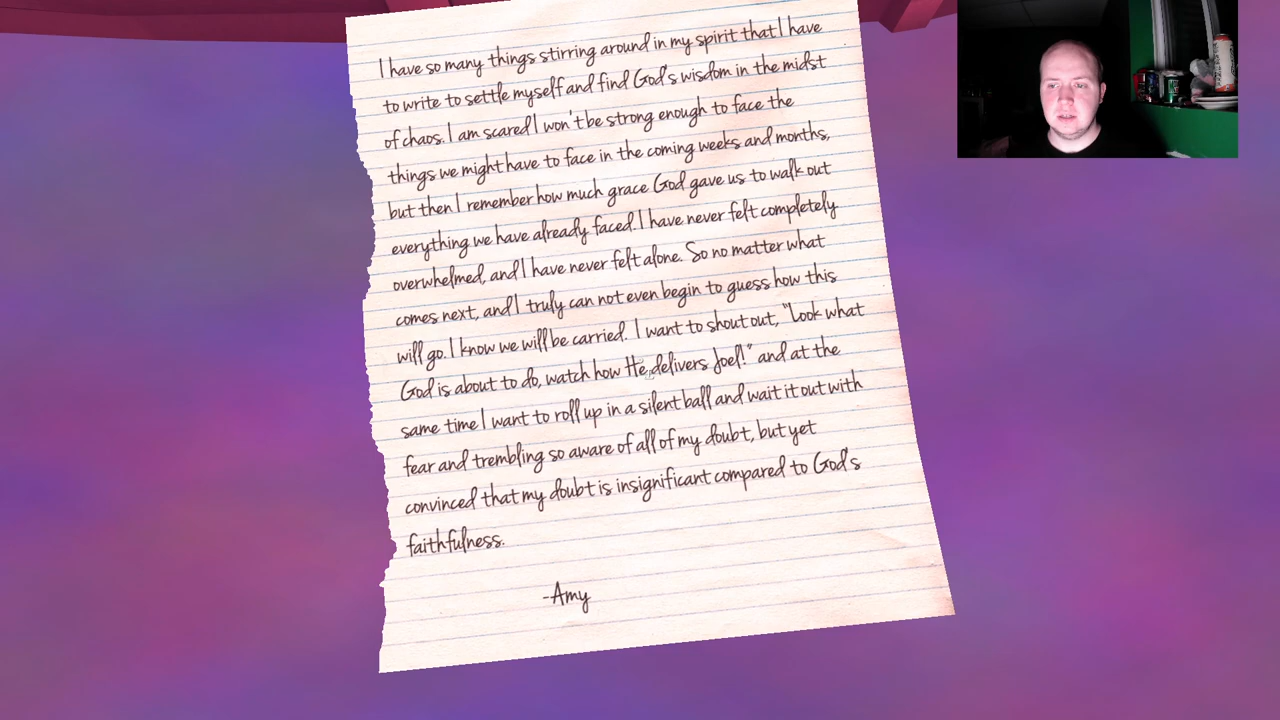 I have so many things stirring around in my spirit that I have
to write to settle myself and find God's wisdom in the midst
of chaos. I am scared I won't be strong enough to face the
things we might have to face in the coming weeks and months,
but then I remember how much grace God gave us to walk out
everything we have already faced. I have never felt completely
overwhelmed, and I have never felt alone. So no matter what
comes next, and I truly can not even begin to guess how this
will go. I know we will be carried. I want to shout out, "Look what
God is about to do, watch how He delivers Joel!" and at the
same time I want to roll up in a silent ball and wait it out with
fear and trembling so aware of all of my doubt, but yet
convinced that my doubt is insignificant compared to God's
faithfulness.
-Amy